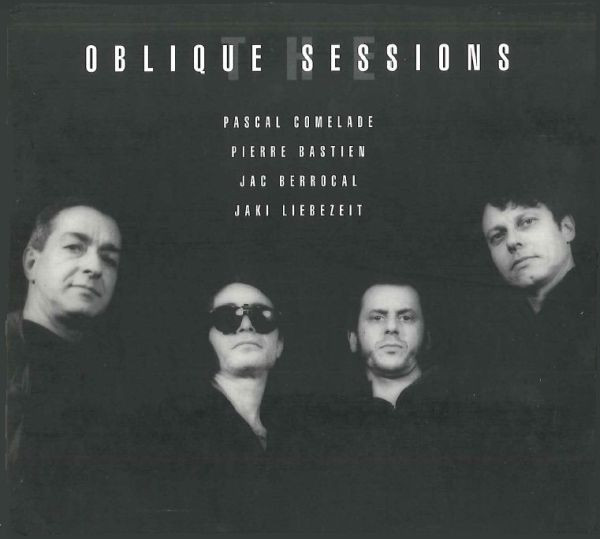 THE
OBLIQUE SESSIONS
PASCAL COMELADE
PIERRE BASTIEN
JAC BERROCAL
JAKI LIEBEZEIT